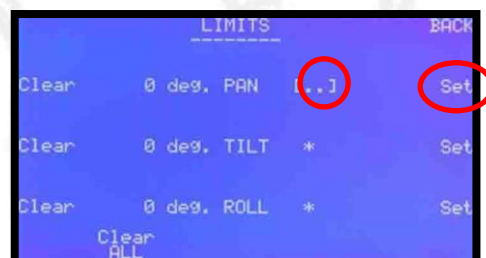 LIMITS BACK
Clear 0 deg. PAN [..] Set
Clear 0 deg. TILT * Set
Clear 0 deg. ROLL * Set
Clear
ALL